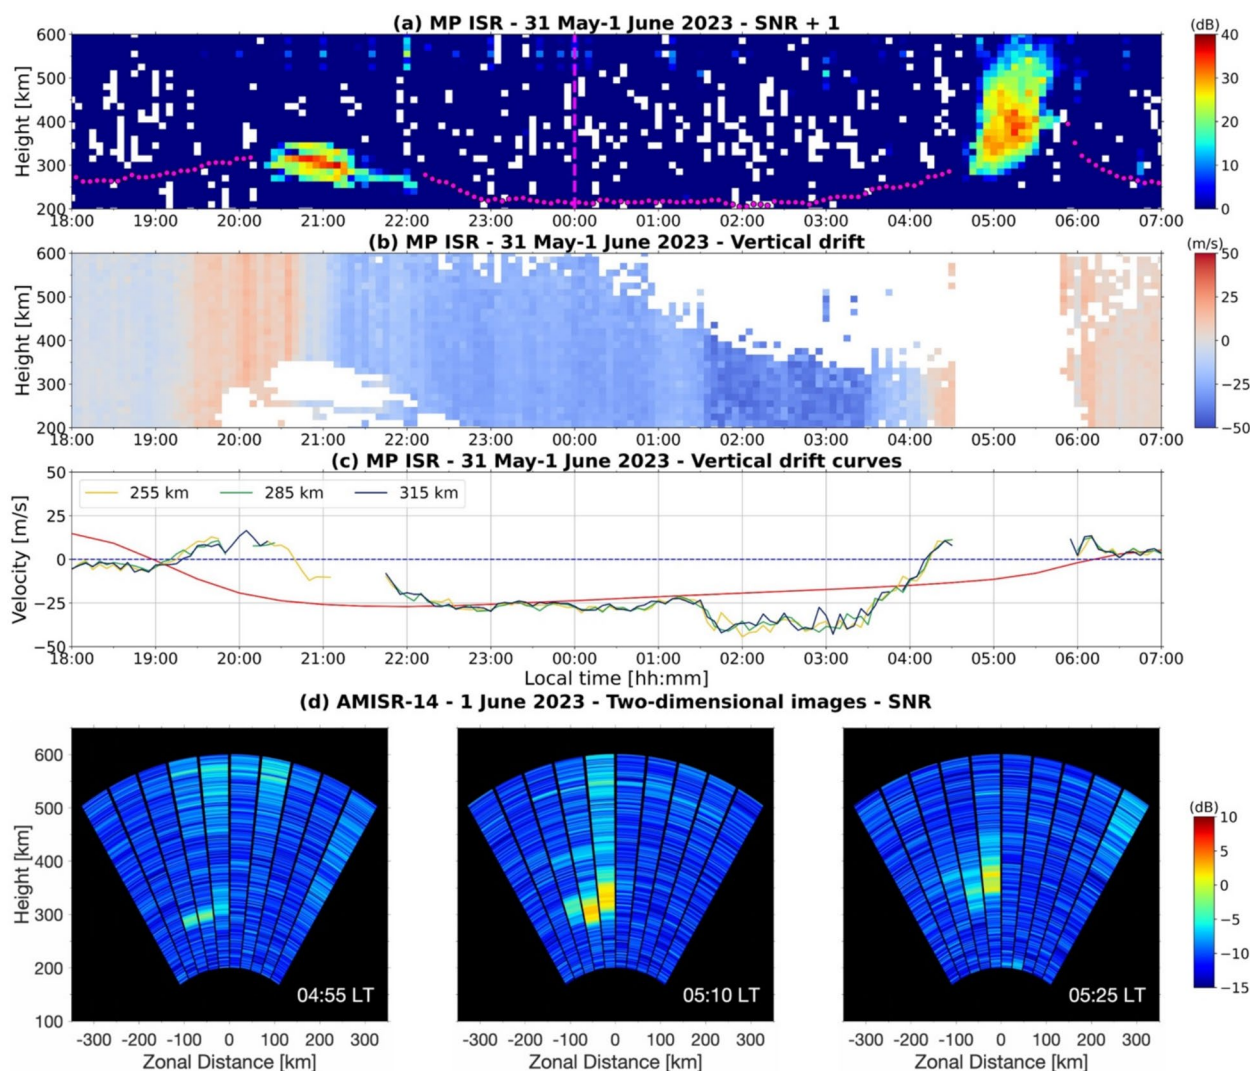 (a) MP ISR - 31 May-1 June 2023 - SNR + 1
(dB)
Height [km]
600
500
400
300
200
40
30
20
10
0
18:00 19:00 20:00 21:00 22:00 23:00 00:00 01:00 02:00 03:00 04:00 05:00 06:00 07:00
(b) MP ISR - 31 May-1 June 2023 - Vertical drift
(m/s)
Height [km]
600
500
400
300
200
50
25
0
−25
−50
18:00 19:00 20:00 21:00 22:00 23:00 00:00 01:00 02:00 03:00 04:00 05:00 06:00 07:00
(c) MP ISR - 31 May-1 June 2023 - Vertical drift curves
Velocity [m/s]
50
25
0
−25
−50
255 km 285 km 315 km
18:00 19:00 20:00 21:00 22:00 23:00 00:00 01:00 02:00 03:00 04:00 05:00 06:00 07:00
Local time [hh:mm]
(d) AMISR-14 - 1 June 2023 - Two-dimensional images - SNR
Height [km]
600
500
400
300
200
100
04:55 LT
05:10 LT
05:25 LT
(dB)
10
5
0
−5
−10
−15
-300 -200 -100 0 100 200 300
-300 -200 -100 0 100 200 300
-300 -200 -100 0 100 200 300
Zonal Distance [km]
Zonal Distance [km]
Zonal Distance [km]